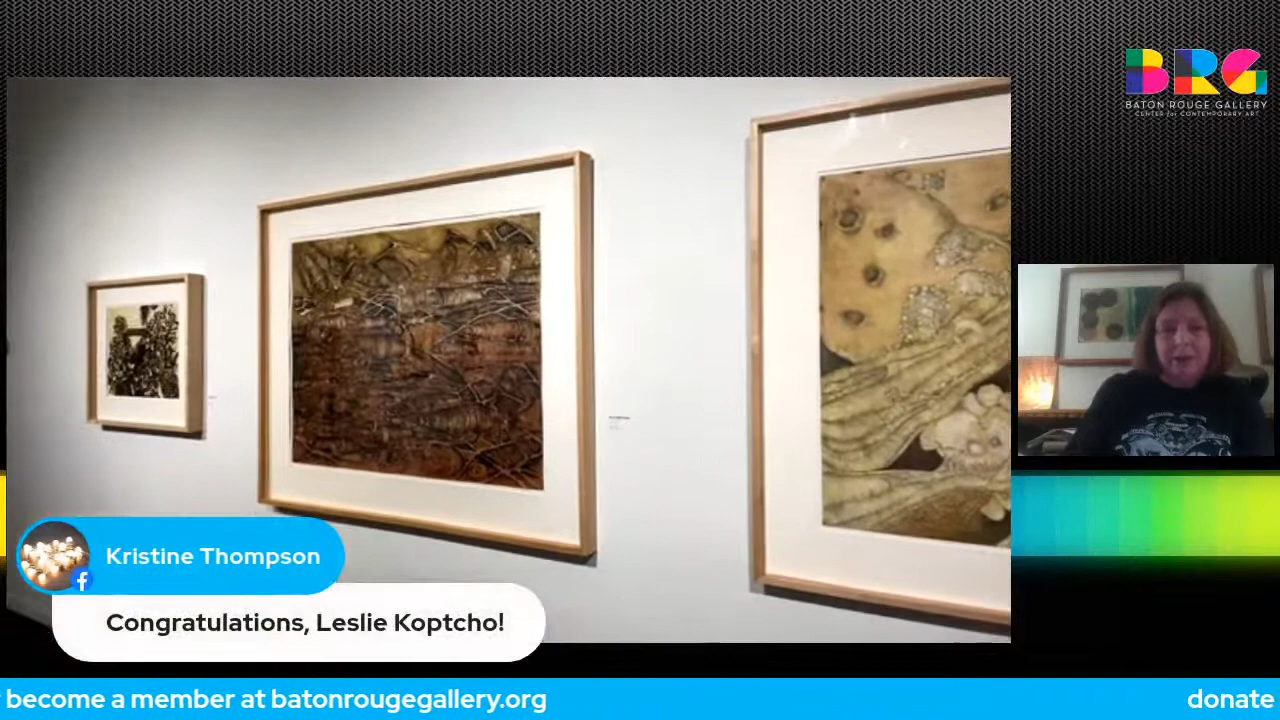 BRG
BATON ROUGE GALLERY
CENTER for CONTEMPORARY ART
Kristine Thompson
Congratulations, Leslie Koptcho!
become a member at batonrougegallery.org
donate